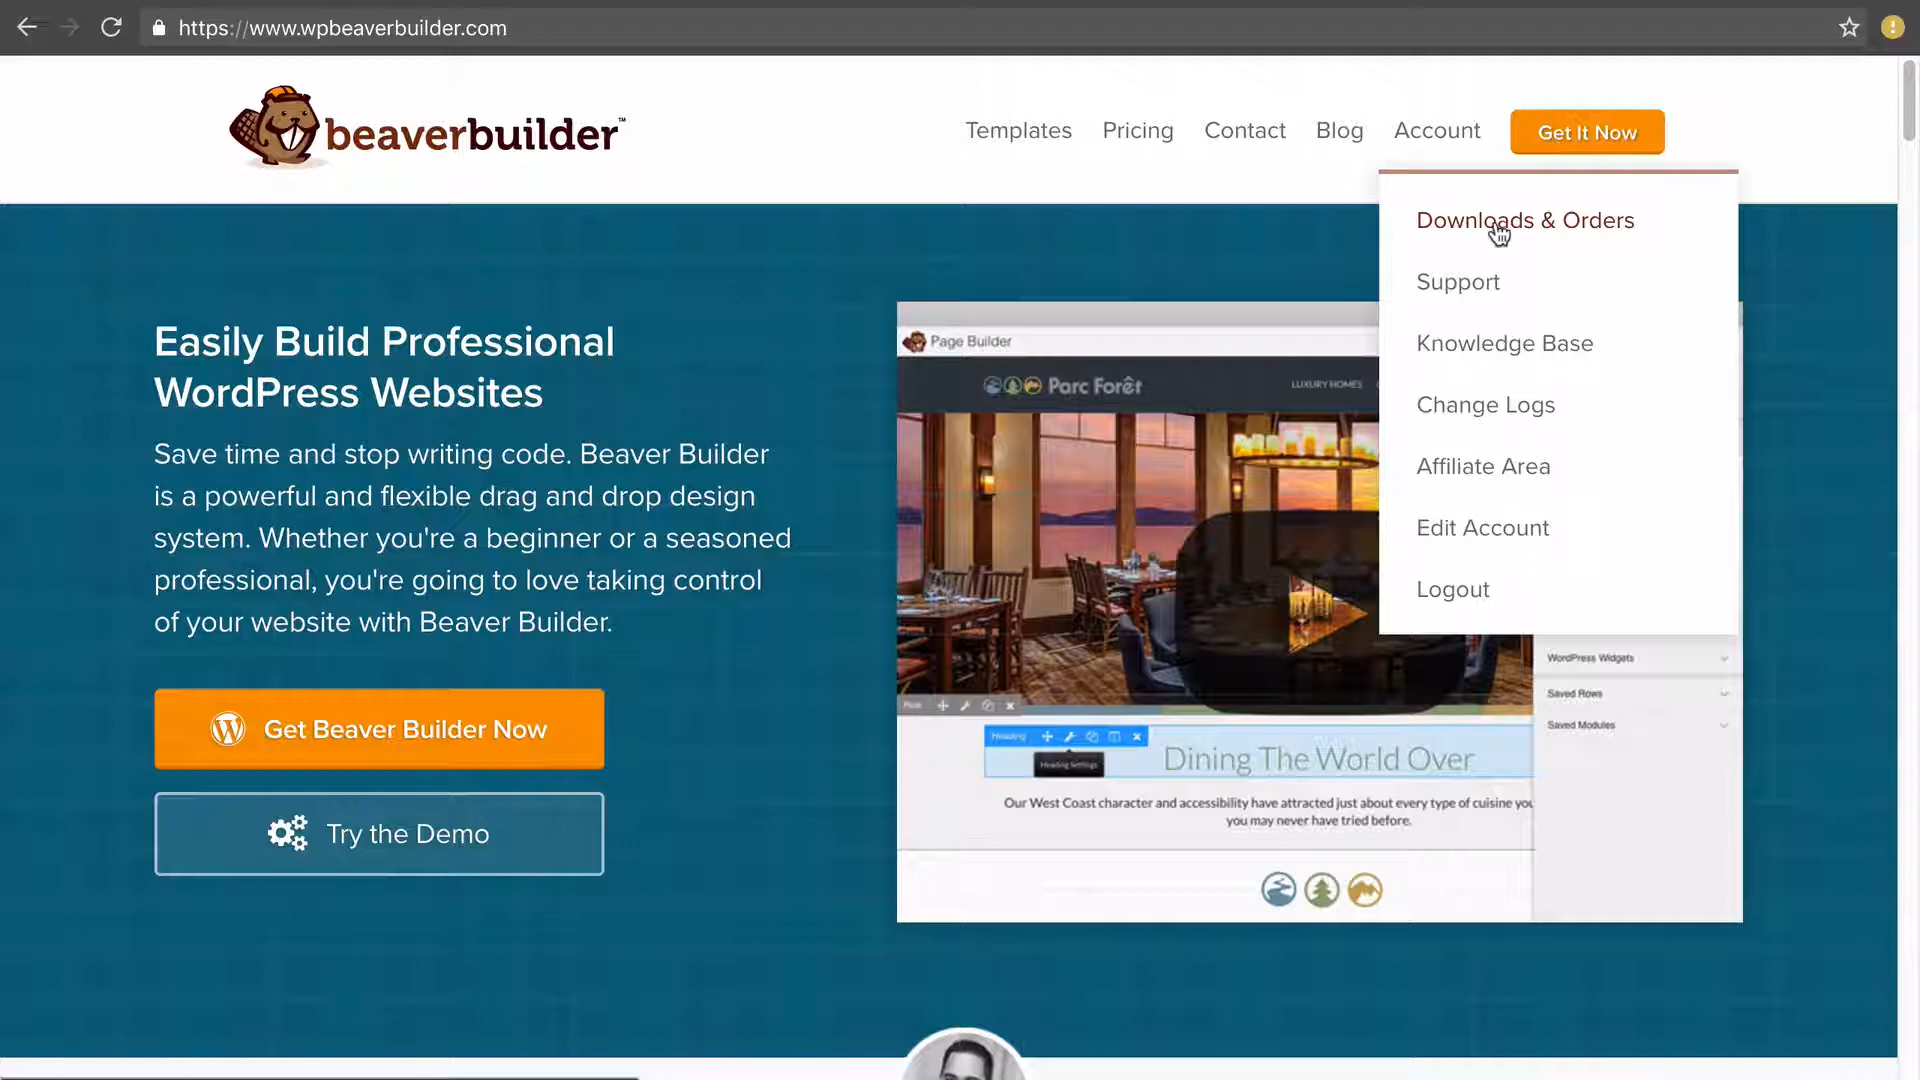 https://www.wpbeaverbuilder.com
beaverbuilder™
Templates Pricing Contact Blog Account Get It Now
Downloads & Orders
Support
Knowledge Base
Change Logs
Affiliate Area
Edit Account
Logout
Easily Build Professional
WordPress Websites
Save time and stop writing code. Beaver Builder
is a powerful and flexible drag and drop design
system. Whether you're a beginner or a seasoned
professional, you're going to love taking control
of your website with Beaver Builder.
Get Beaver Builder Now
Try the Demo
Page Builder
Parc Forêt
LUXURY HOMES
WordPress Widgets
Saved Rows
Saved Modules
Row
Heading
Heading Settings
Dining The World Over
Our West Coast character and accessibility have attracted just about every type of cuisine you
you may never have tried before.